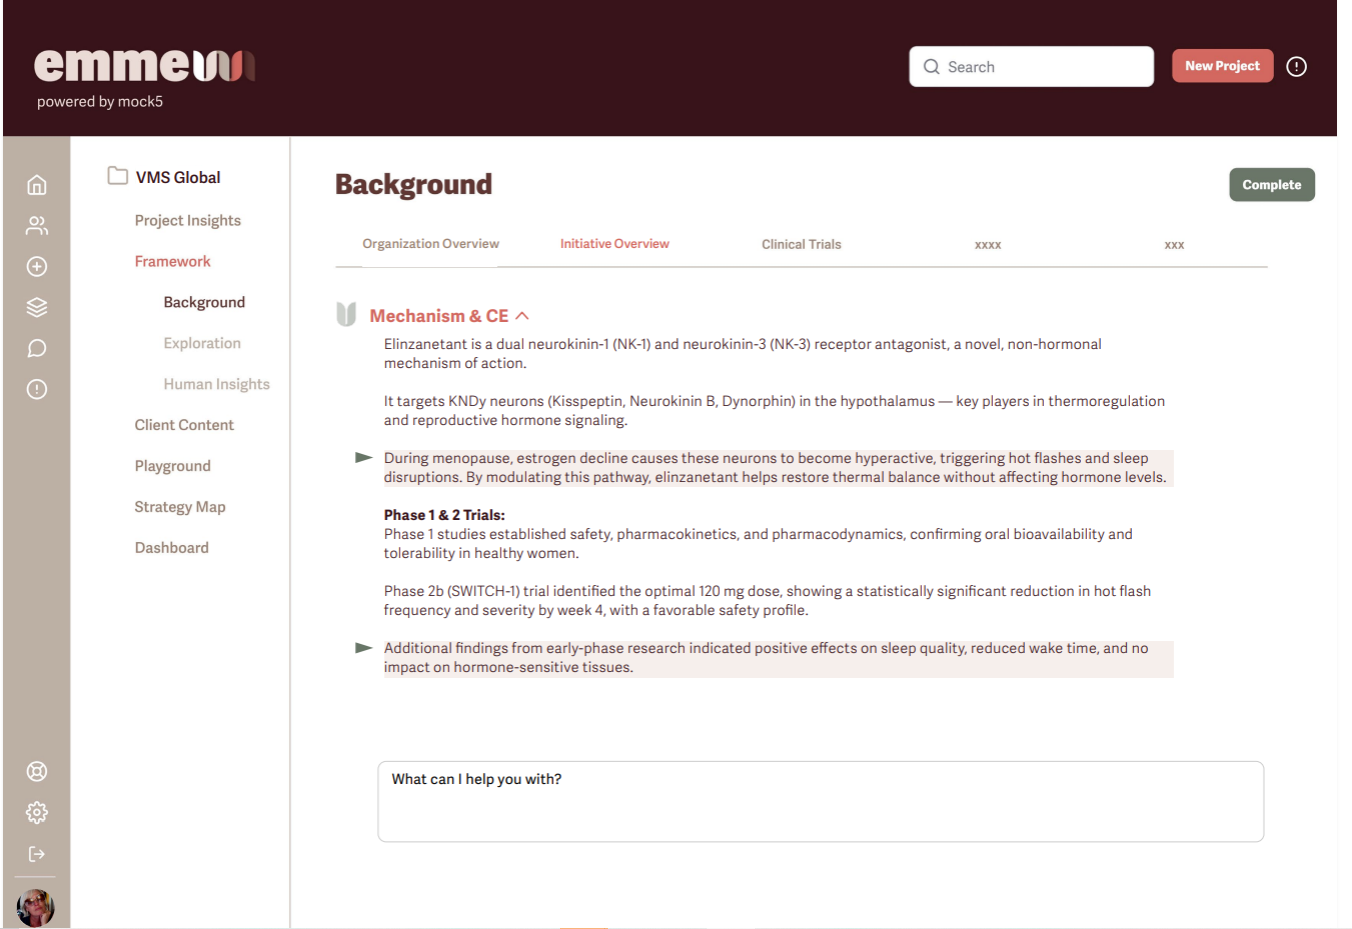 emme
powered by mock5
Search
New Project
VMS Global
Project Insights
Framework
Background
Exploration
Human Insights
Client Content
Playground
Strategy Map
Dashboard
Background
Complete
Organization Overview
Initiative Overview
Clinical Trials
xxxx
xxx
Mechanism & CE
Elinzanetant is a dual neurokinin-1 (NK-1) and neurokinin-3 (NK-3) receptor antagonist, a novel, non-hormonal
mechanism of action.
It targets KNDy neurons (Kisspeptin, Neurokinin B, Dynorphin) in the hypothalamus — key players in thermoregulation
and reproductive hormone signaling.
During menopause, estrogen decline causes these neurons to become hyperactive, triggering hot flashes and sleep
disruptions. By modulating this pathway, elinzanetant helps restore thermal balance without affecting hormone levels.
Phase 1 & 2 Trials:
Phase 1 studies established safety, pharmacokinetics, and pharmacodynamics, confirming oral bioavailability and
tolerability in healthy women.
Phase 2b (SWITCH-1) trial identified the optimal 120 mg dose, showing a statistically significant reduction in hot flash
frequency and severity by week 4, with a favorable safety profile.
Additional findings from early-phase research indicated positive effects on sleep quality, reduced wake time, and no
impact on hormone-sensitive tissues.
What can I help you with?